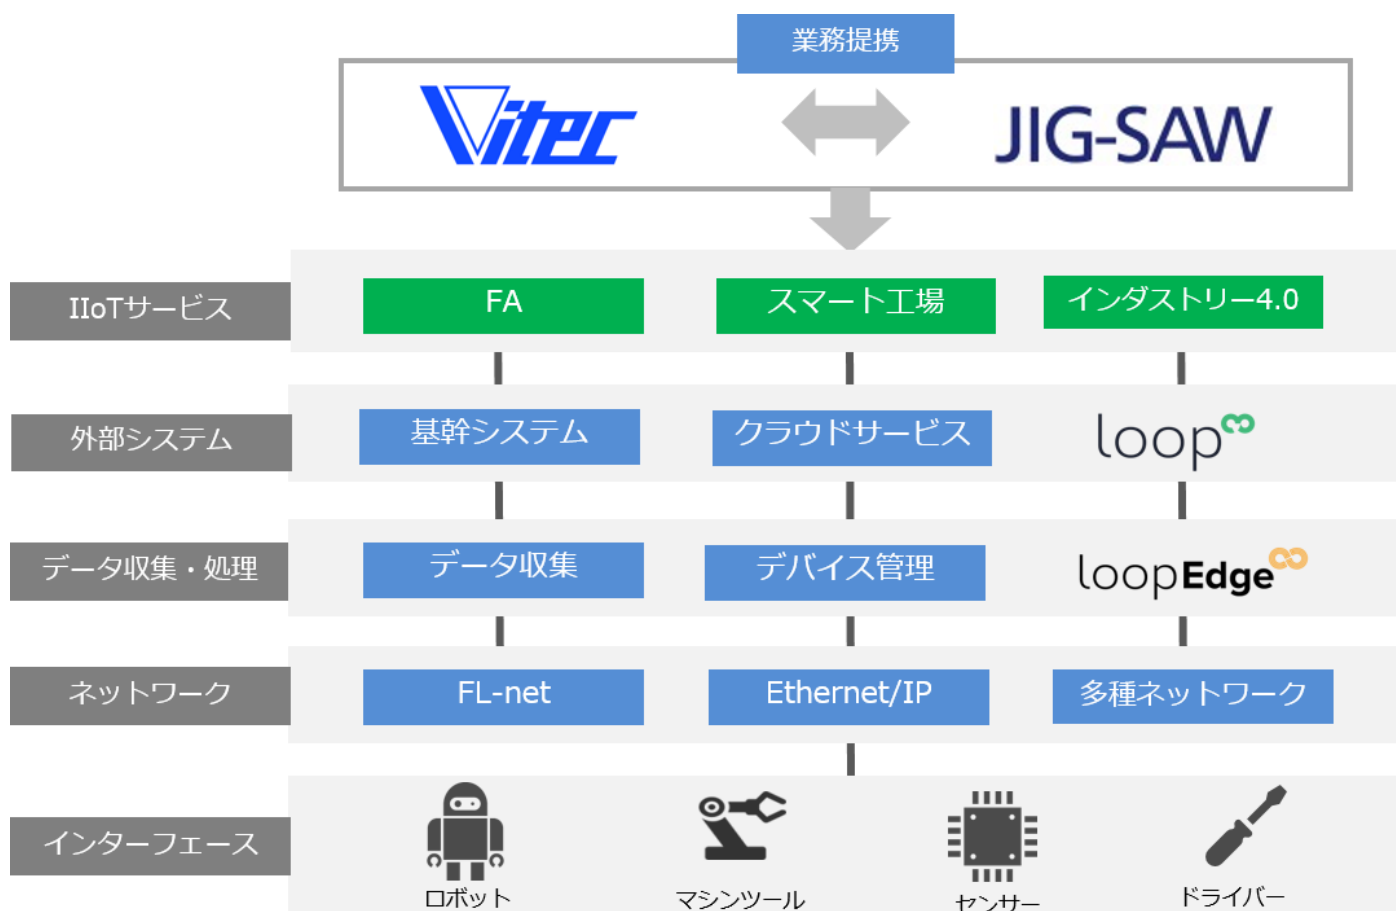 業務提携
Vitec
JIG-SAW
IIoTサービス
FA
スマート工場
インダストリー4.0
外部システム
基幹システム
クラウドサービス
loop
データ収集・処理
データ収集
デバイス管理
loopEdge
ネットワーク
FL-net
Ethernet/IP
多種ネットワーク
インターフェース
ロボット
マシンツール
センサー
ドライバー